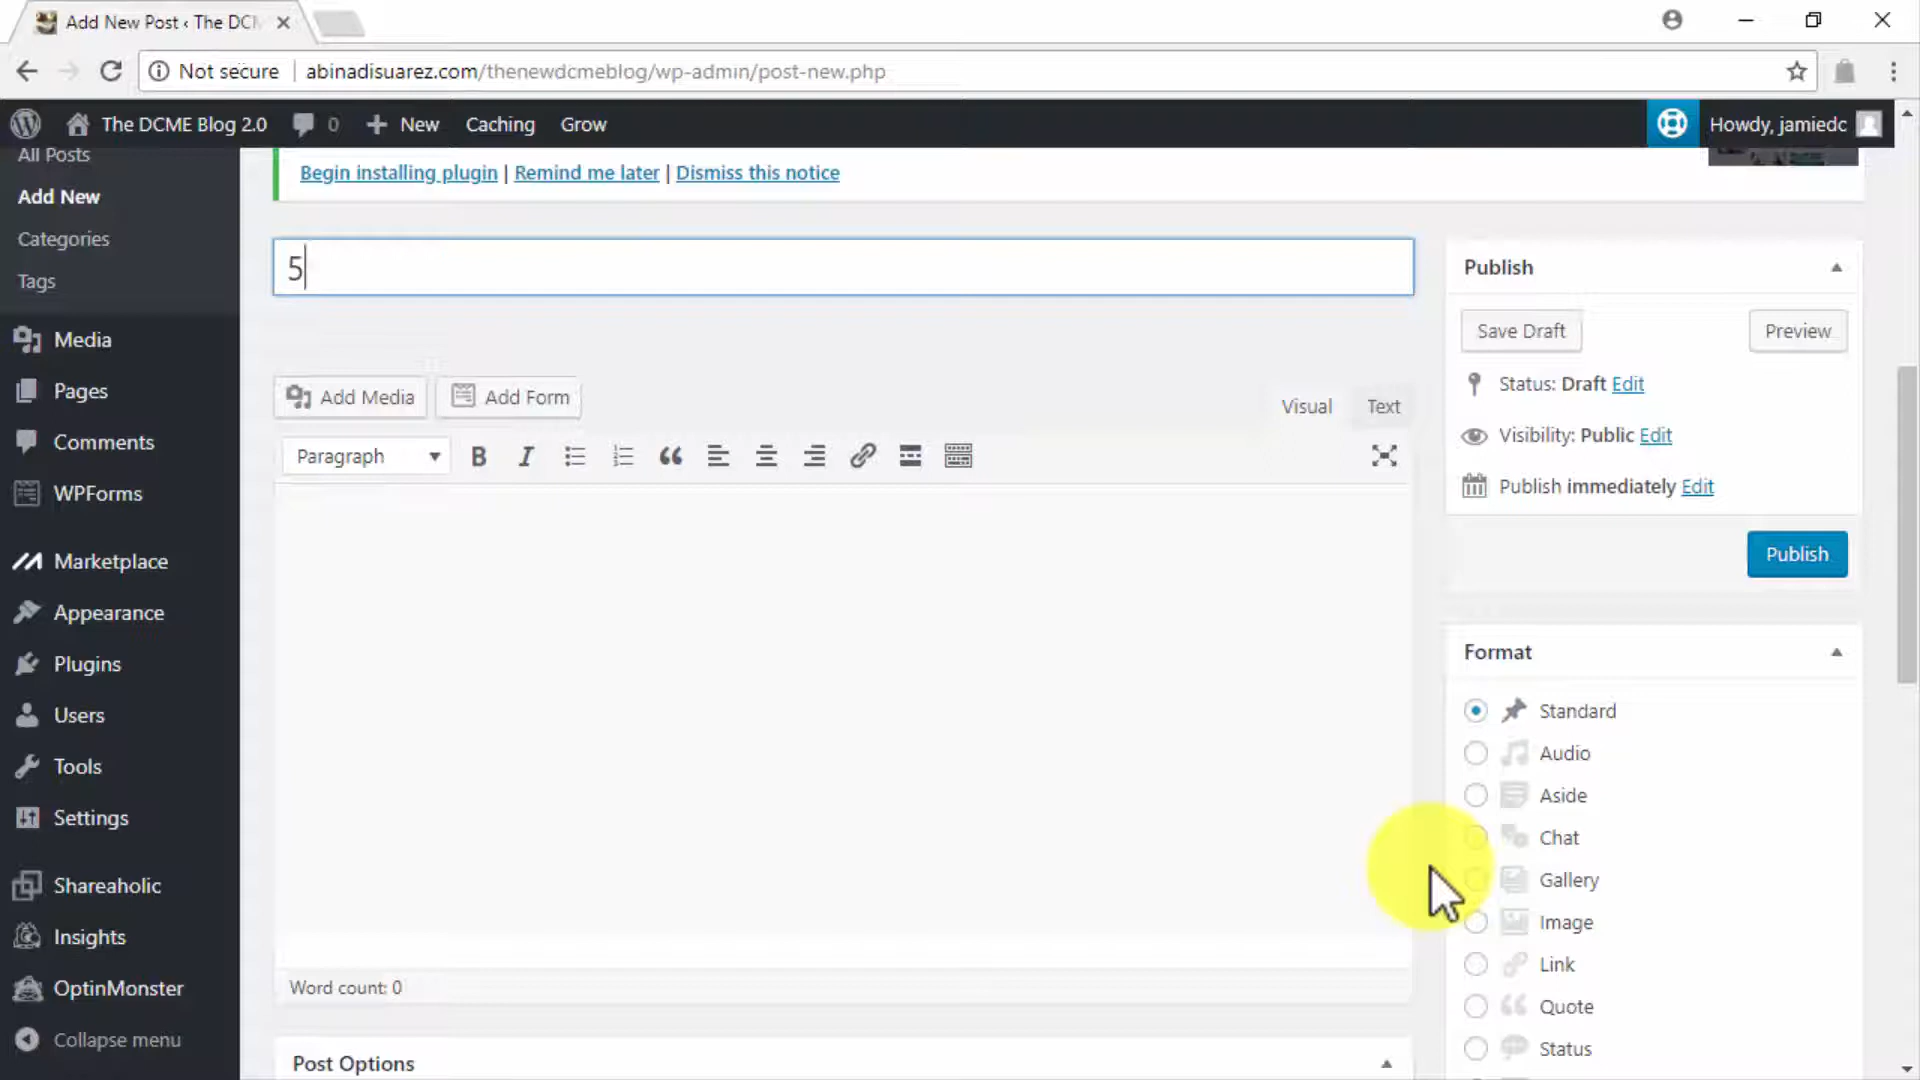 Add New Post ‹ The DCM
Not secure
abinadisuarez.com/thenewdcmeblog/wp-admin/post-new.php
The DCME Blog 2.0
0
New
Caching
Grow
Howdy, jamiedc
All Posts
Add New
Categories
Tags
Media
Pages
Comments
WPForms
Marketplace
Appearance
Plugins
Users
Tools
Settings
Shareaholic
Insights
OptinMonster
Collapse menu
Begin installing plugin | Remind me later | Dismiss this notice
5
Add Media
Add Form
Visual
Text
Paragraph
Word count: 0
Post Options
Publish
Save Draft
Preview
Status: Draft Edit
Visibility: Public Edit
Publish immediately Edit
Publish
Format
Standard
Audio
Aside
Chat
Gallery
Image
Link
Quote
Status